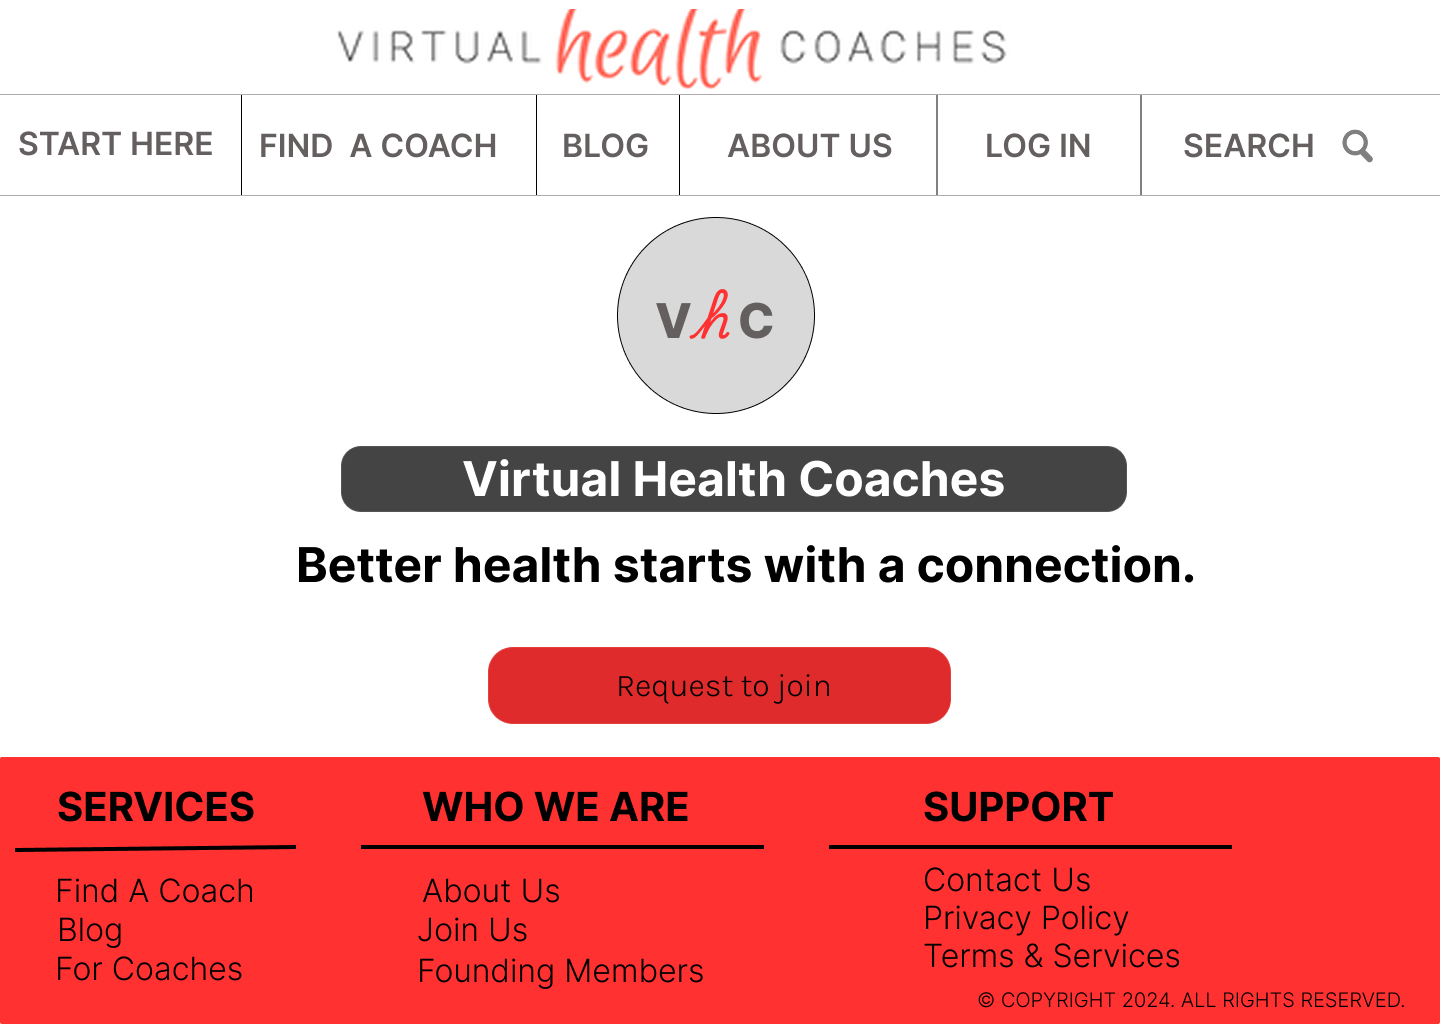 VIRTUAL health COACHES
START HERE
FIND A COACH
BLOG
ABOUT US
LOG IN
SEARCH
vhc
Virtual Health Coaches
Better health starts with a connection.
Request to join
SERVICES
Find A Coach
Blog
For Coaches
WHO WE ARE
About Us
Join Us
Founding Members
SUPPORT
Contact Us
Privacy Policy
Terms & Services
© COPYRIGHT 2024. ALL RIGHTS RESERVED.